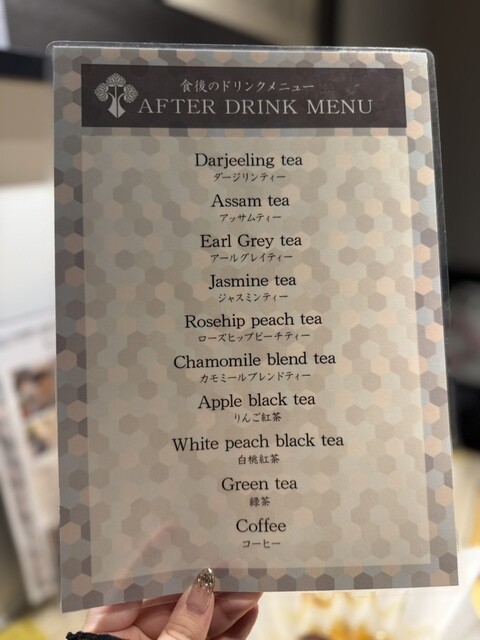 食後のドリンクメニュー
AFTER DRINK MENU
Darjeeling tea
ダージリンティー
Assam tea
アッサムティー
Earl Grey tea
アールグレイティー
Jasmine tea
ジャスミンティー
Rosehip peach tea
ローズヒップピーチティー
Chamomile blend tea
カモミールブレンドティー
Apple black tea
りんご紅茶
White peach black tea
白桃紅茶
Green tea
緑茶
Coffee
コーヒー